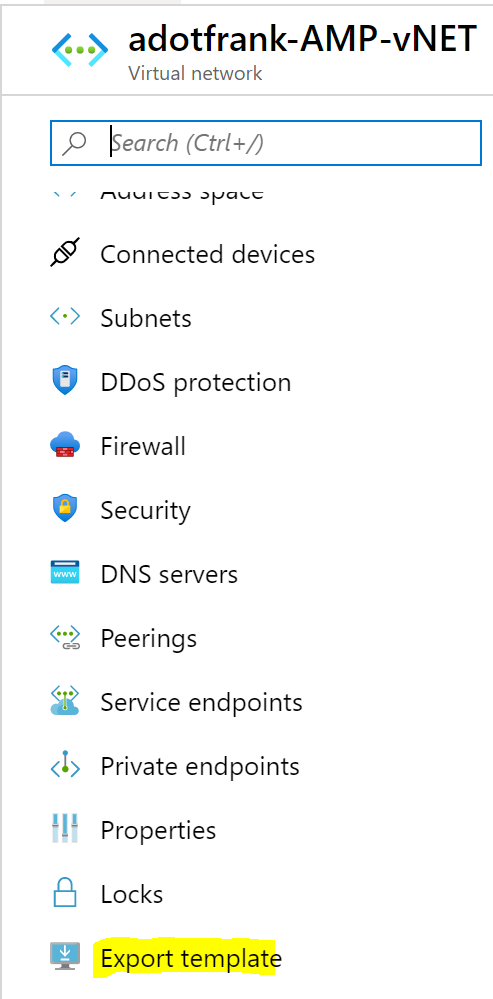 adotfrank-AMP-vNET
Virtual network
Search (Ctrl+/)
Address space
Connected devices
Subnets
DDoS protection
Firewall
Security
www
DNS servers
Peerings
Service endpoints
Private endpoints
Properties
Locks
Export template